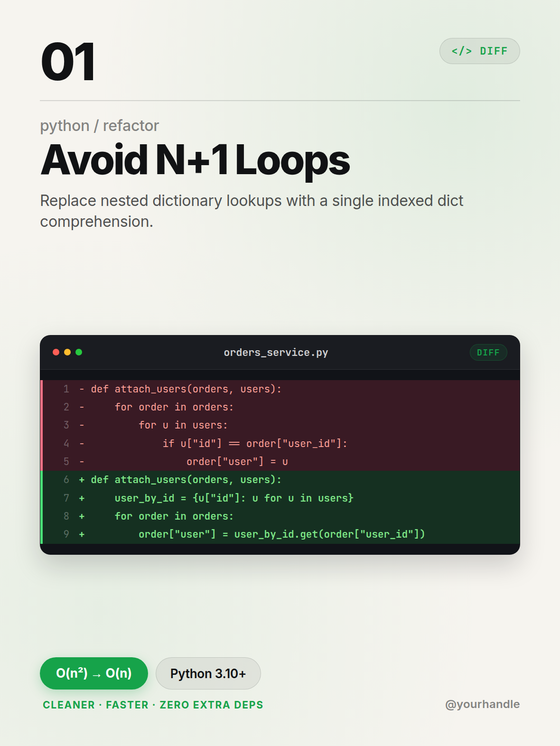 01
</> DIFF
python / refactor
Avoid N+1 Loops
Replace nested dictionary lookups with a single indexed dict
comprehension.
orders_service.py
DIFF
1 - def attach_users(orders, users):
2 -     for order in orders:
3 -         for u in users:
4 -             if u["id"] == order["user_id"]:
5 -                 order["user"] = u
6 + def attach_users(orders, users):
7 +     user_by_id = {u["id"]: u for u in users}
8 +     for order in orders:
9 +         order["user"] = user_by_id.get(order["user_id"])
O(n²) → O(n)
Python 3.10+
CLEANER · FASTER · ZERO EXTRA DEPS
@yourhandle